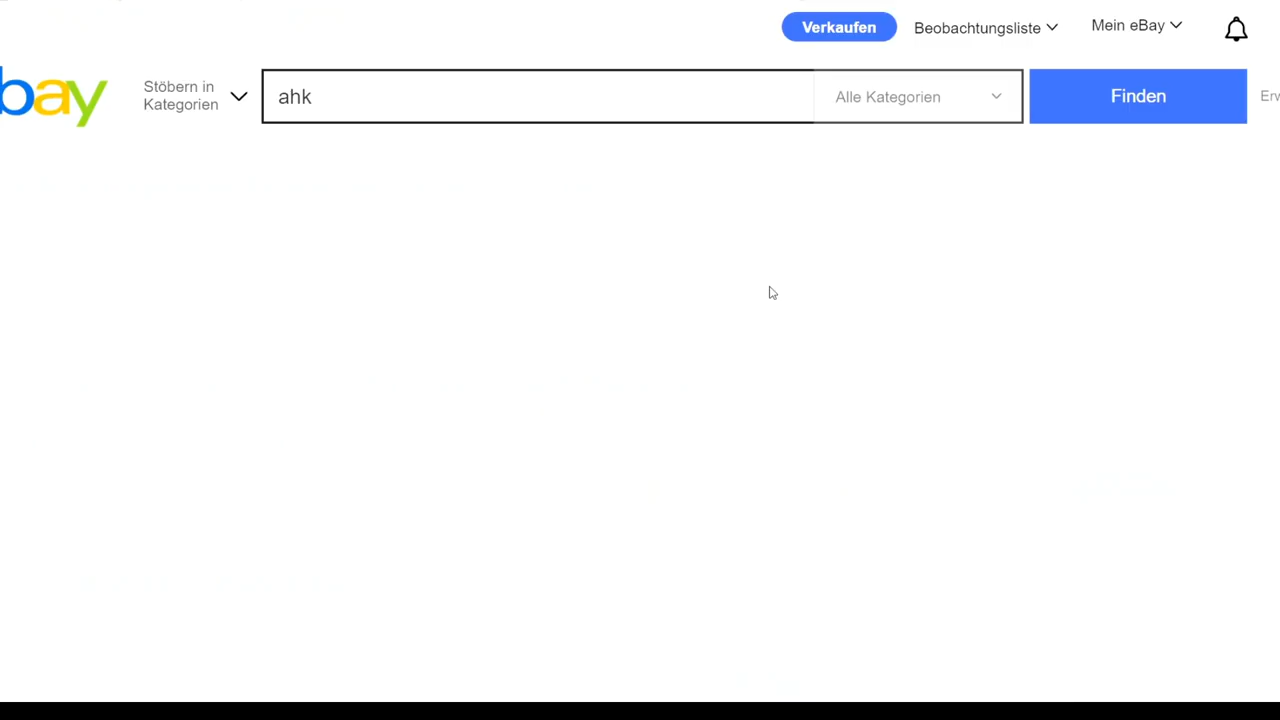 Verkaufen Beobachtungsliste Mein eBay
bay Stöbern in
Kategorien ahk Alle Kategorien Finden Erw